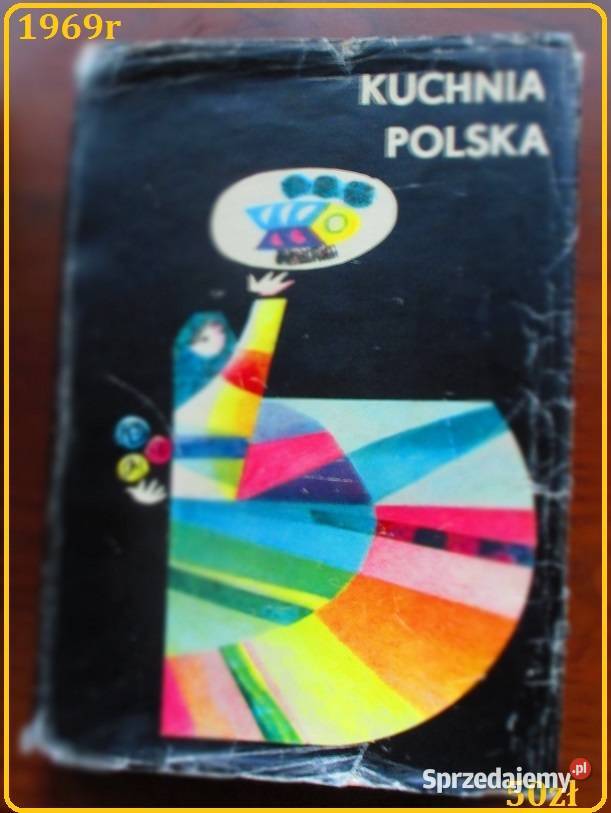 1969r
KUCHNIA
POLSKA
Sprzedajemy.pl
50zł